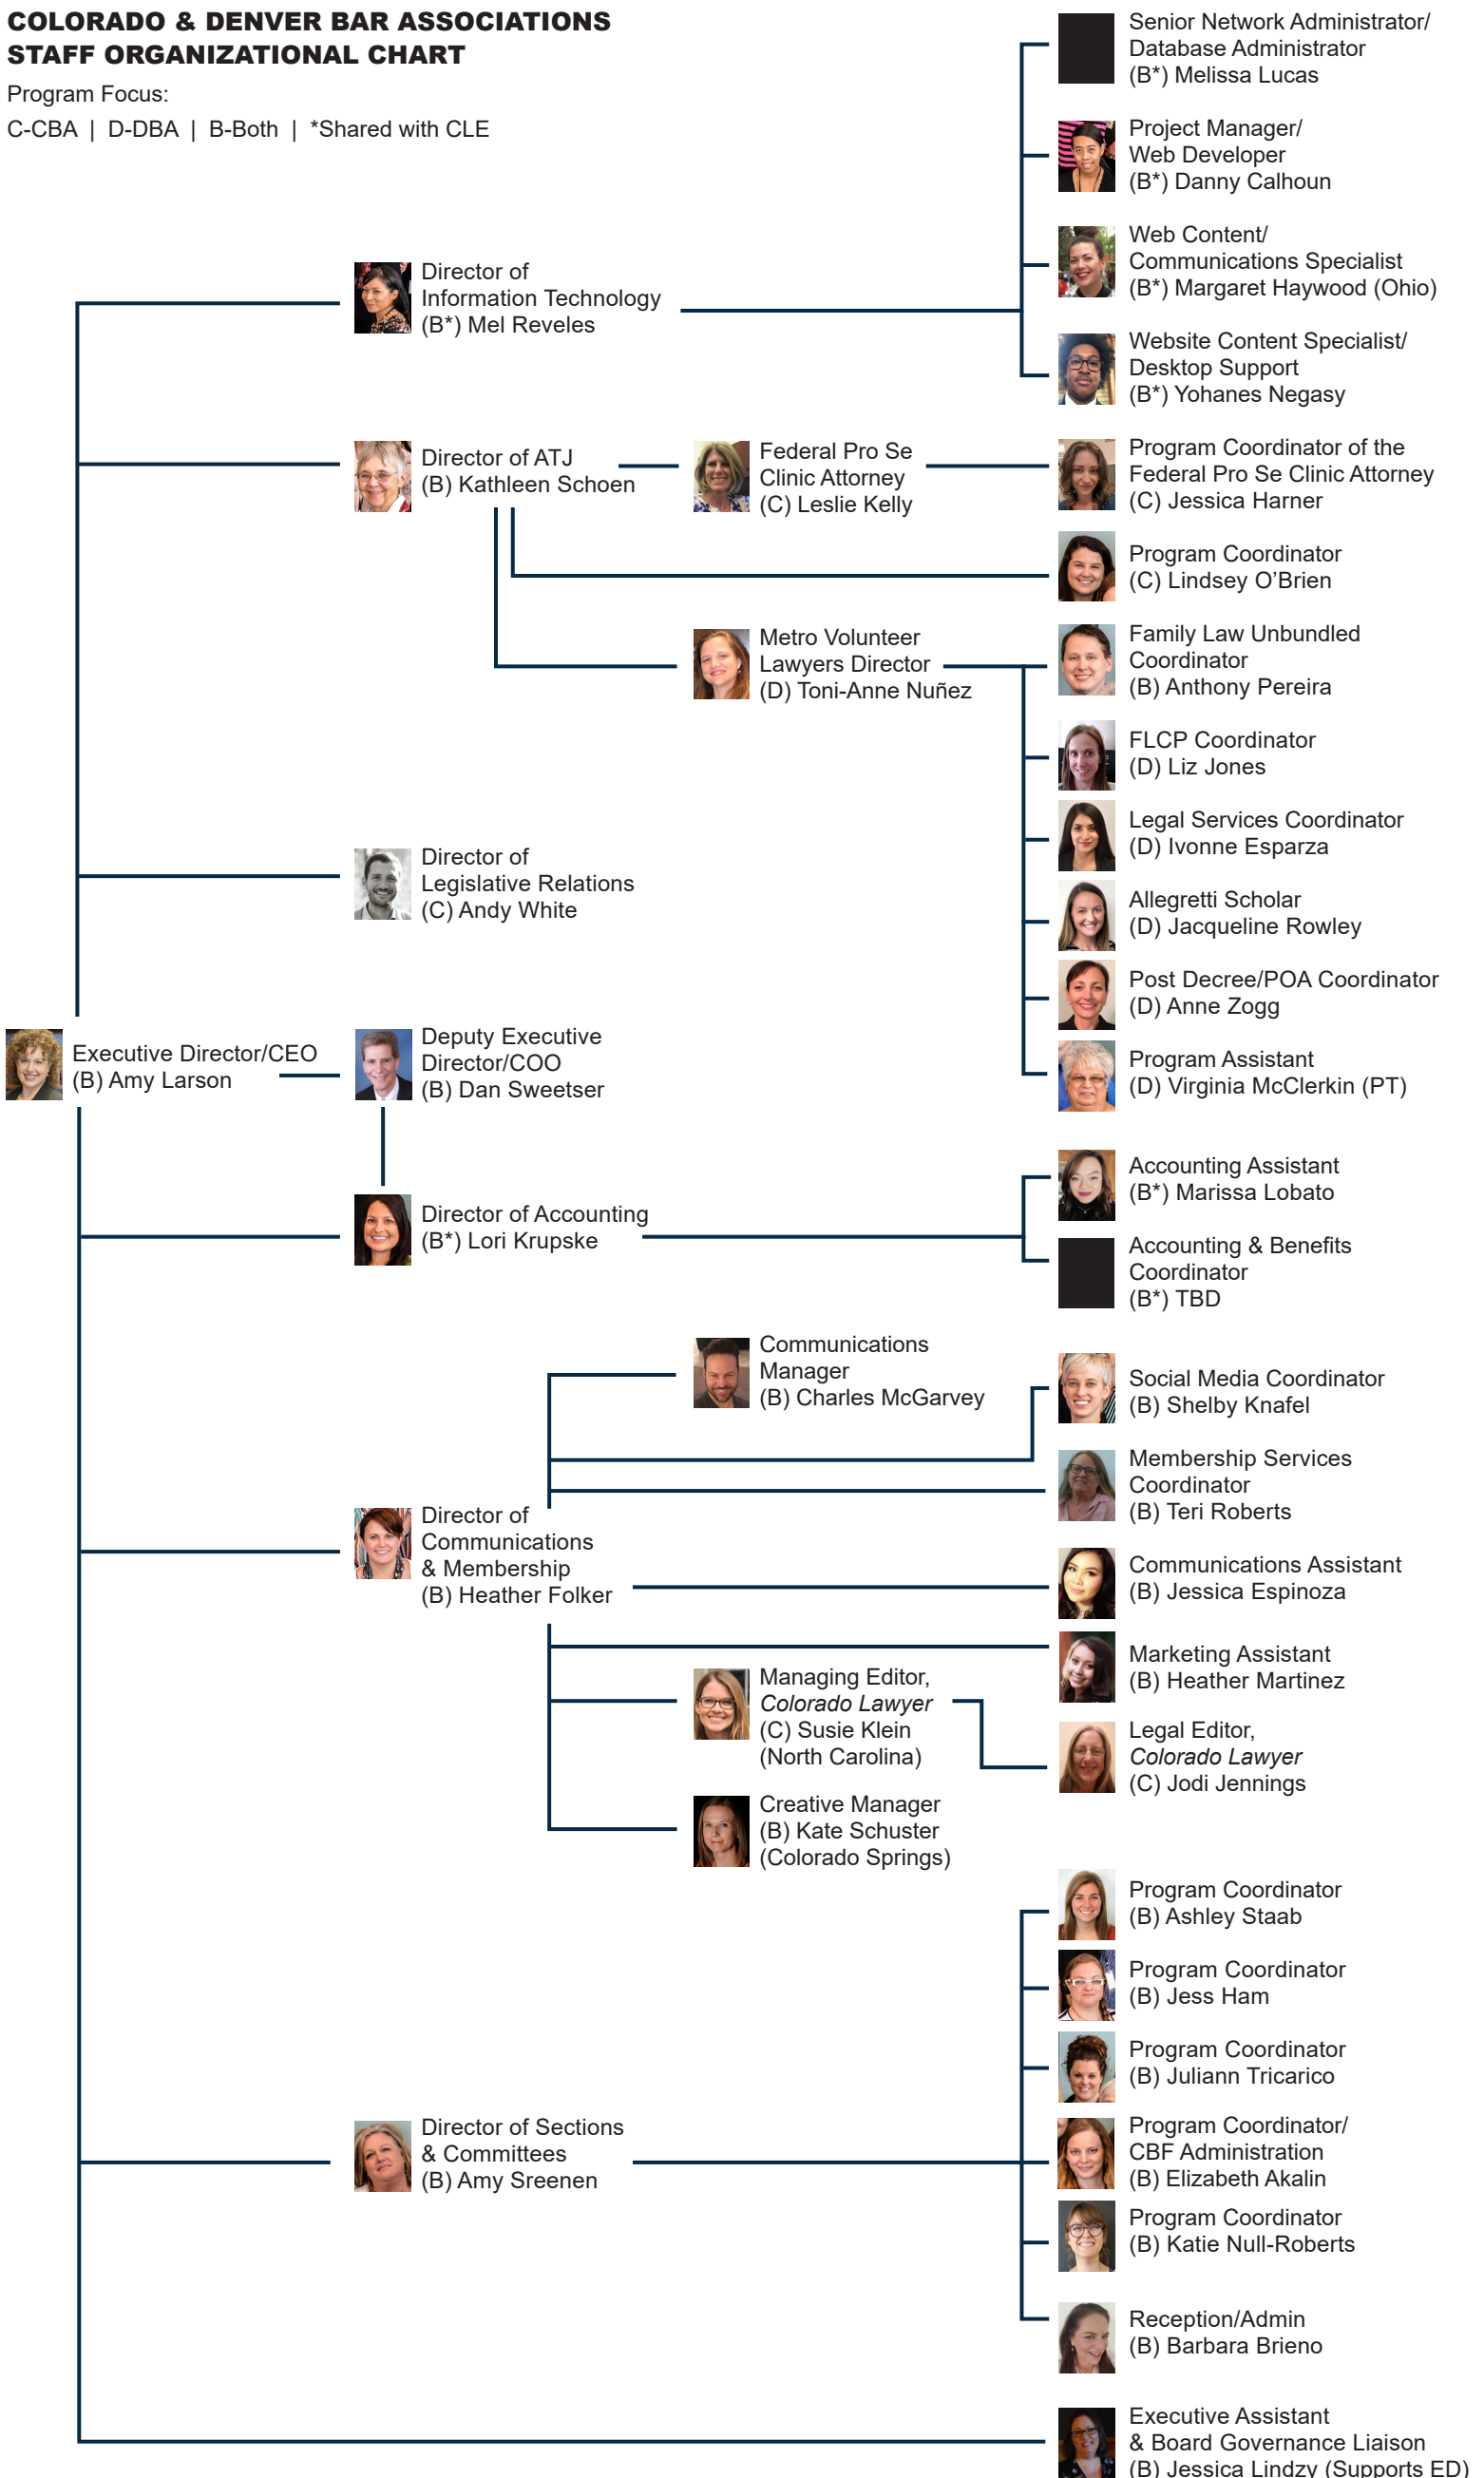 COLORADO & DENVER BAR ASSOCIATIONS
STAFF ORGANIZATIONAL CHART
Program Focus:
C-CBA | D-DBA | B-Both | *Shared with CLE
Senior Network Administrator/
Database Administrator
(B*) Melissa Lucas
Project Manager/
Web Developer
(B*) Danny Calhoun
Web Content/
Communications Specialist
(B*) Margaret Haywood (Ohio)
Director of
Information Technology
(B*) Mel Reveles
Website Content Specialist/
Desktop Support
(B*) Yohanes Negasy
Director of ATJ
(B) Kathleen Schoen
Federal Pro Se
Clinic Attorney
(C) Leslie Kelly
Program Coordinator of the
Federal Pro Se Clinic Attorney
(C) Jessica Harner
Program Coordinator
(C) Lindsey O’Brien
Metro Volunteer
Lawyers Director
(D) Toni-Anne Nuñez
Family Law Unbundled
Coordinator
(B) Anthony Pereira
FLCP Coordinator
(D) Liz Jones
Legal Services Coordinator
(D) Ivonne Esparza
Director of
Legislative Relations
(C) Andy White
Allegretti Scholar
(D) Jacqueline Rowley
Post Decree/POA Coordinator
(D) Anne Zogg
Executive Director/CEO
(B) Amy Larson
Deputy Executive
Director/COO
(B) Dan Sweetser
Program Assistant
(D) Virginia McClerkin (PT)
Accounting Assistant
(B*) Marissa Lobato
Director of Accounting
(B*) Lori Krupske
Accounting & Benefits
Coordinator
(B*) TBD
Communications
Manager
(B) Charles McGarvey
Social Media Coordinator
(B) Shelby Knafel
Membership Services
Coordinator
(B) Teri Roberts
Director of
Communications
& Membership
(B) Heather Folker
Communications Assistant
(B) Jessica Espinoza
Marketing Assistant
(B) Heather Martinez
Managing Editor,
Colorado Lawyer
(C) Susie Klein
(North Carolina)
Legal Editor,
Colorado Lawyer
(C) Jodi Jennings
Creative Manager
(B) Kate Schuster
(Colorado Springs)
Program Coordinator
(B) Ashley Staab
Program Coordinator
(B) Jess Ham
Program Coordinator
(B) Juliann Tricarico
Director of Sections
& Committees
(B) Amy Sreenen
Program Coordinator/
CBF Administration
(B) Elizabeth Akalin
Program Coordinator
(B) Katie Null-Roberts
Reception/Admin
(B) Barbara Brieno
Executive Assistant
& Board Governance Liaison
(B) Jessica Lindzy (Supports ED)